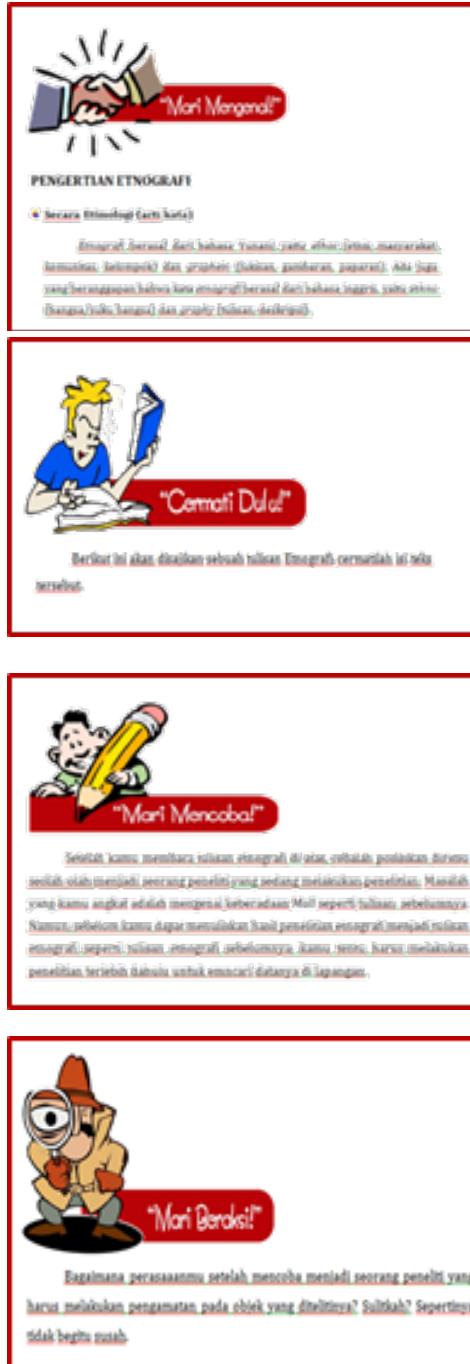 "Mari Mengenal!"
PENGERTIAN ETNOGRAFI
Secara Etimologi (arti kata)
Etnografi berasal dari bahasa Yunani, yaitu ethos (etnis, masyarakat,
komunitas, kelompok) dan graphein (lukisan, gambaran, paparan). Ada juga
yang beranggapan bahwa kata etnografi berasal dari bahasa inggris, yaitu ethno
(bangsa/suku bangsa) dan graphy (tulisan, deskripsi).
"Cermati Dulu!"
Berikut ini akan disajikan sebuah tulisan Etnografi, cermatilah isi teks
tersebut.
"Mari Mencoba!"
Setelah kamu membaca tulisan etnografi di atas, cobalah posisikan dirimu
seolah-olah menjadi seorang peneliti yang sedang melakukan penelitian. Masalah
yang kamu angkat adalah mengenai keberadaan Mall seperti tulisan sebelumnya.
Namun, sebelum kamu dapat menuliskan hasil penelitian etnografi menjadi tulisan
etnografi seperti tulisan etnografi sebelumnya, kamu tentu harus melakukan
penelitian terlebih dahulu untuk emncari datanya di lapangan.
"Mari Beraksi!"
Bagaimana perasaaanmu setelah mencoba menjadi seorang peneliti yang
harus melakukan pengamatan pada objek yang ditelitinya? Sulitkah? Sepertinya
tidak begitu susah.